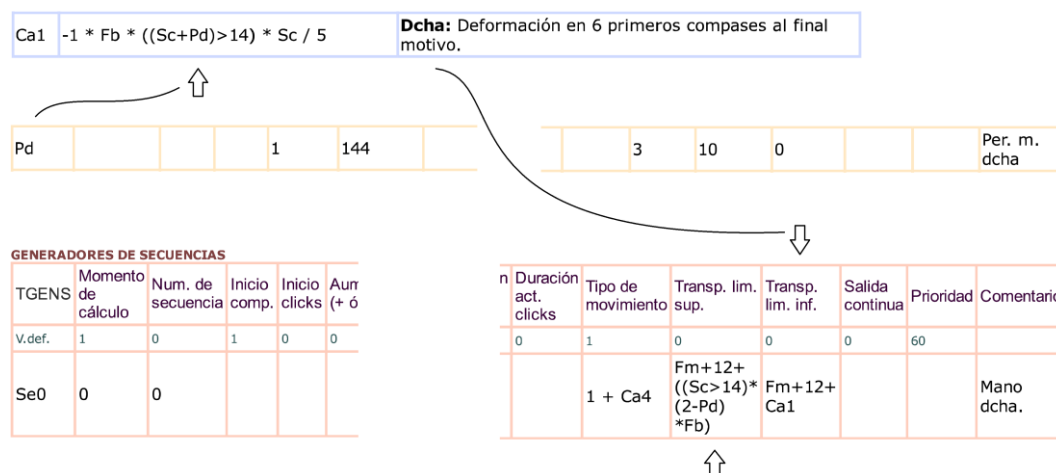 Ca1 -1 * Fb * ((Sc+Pd)>14) * Sc / 5 Dcha: Deformación en 6 primeros compases al final
motivo.
Pd 1 144 3 10 0 Per. m.
dcha
GENERADORES DE SECUENCIAS
TGENS Momento de cálculo Num. de secuencia Inicio comp. Inicio clicks Aum (+ ó n Duración act. clicks Tipo de movimiento Transp. lim. sup. Transp. lim. inf. Salida continua Prioridad Comentario
V.def. 1 0 1 0 0 0 1 0 0 0 60
Se0 0 0 1 + Ca4 Fm+12+ ((Sc>14)* (2-Pd) *Fb) Fm+12+ Ca1 Mano dcha.